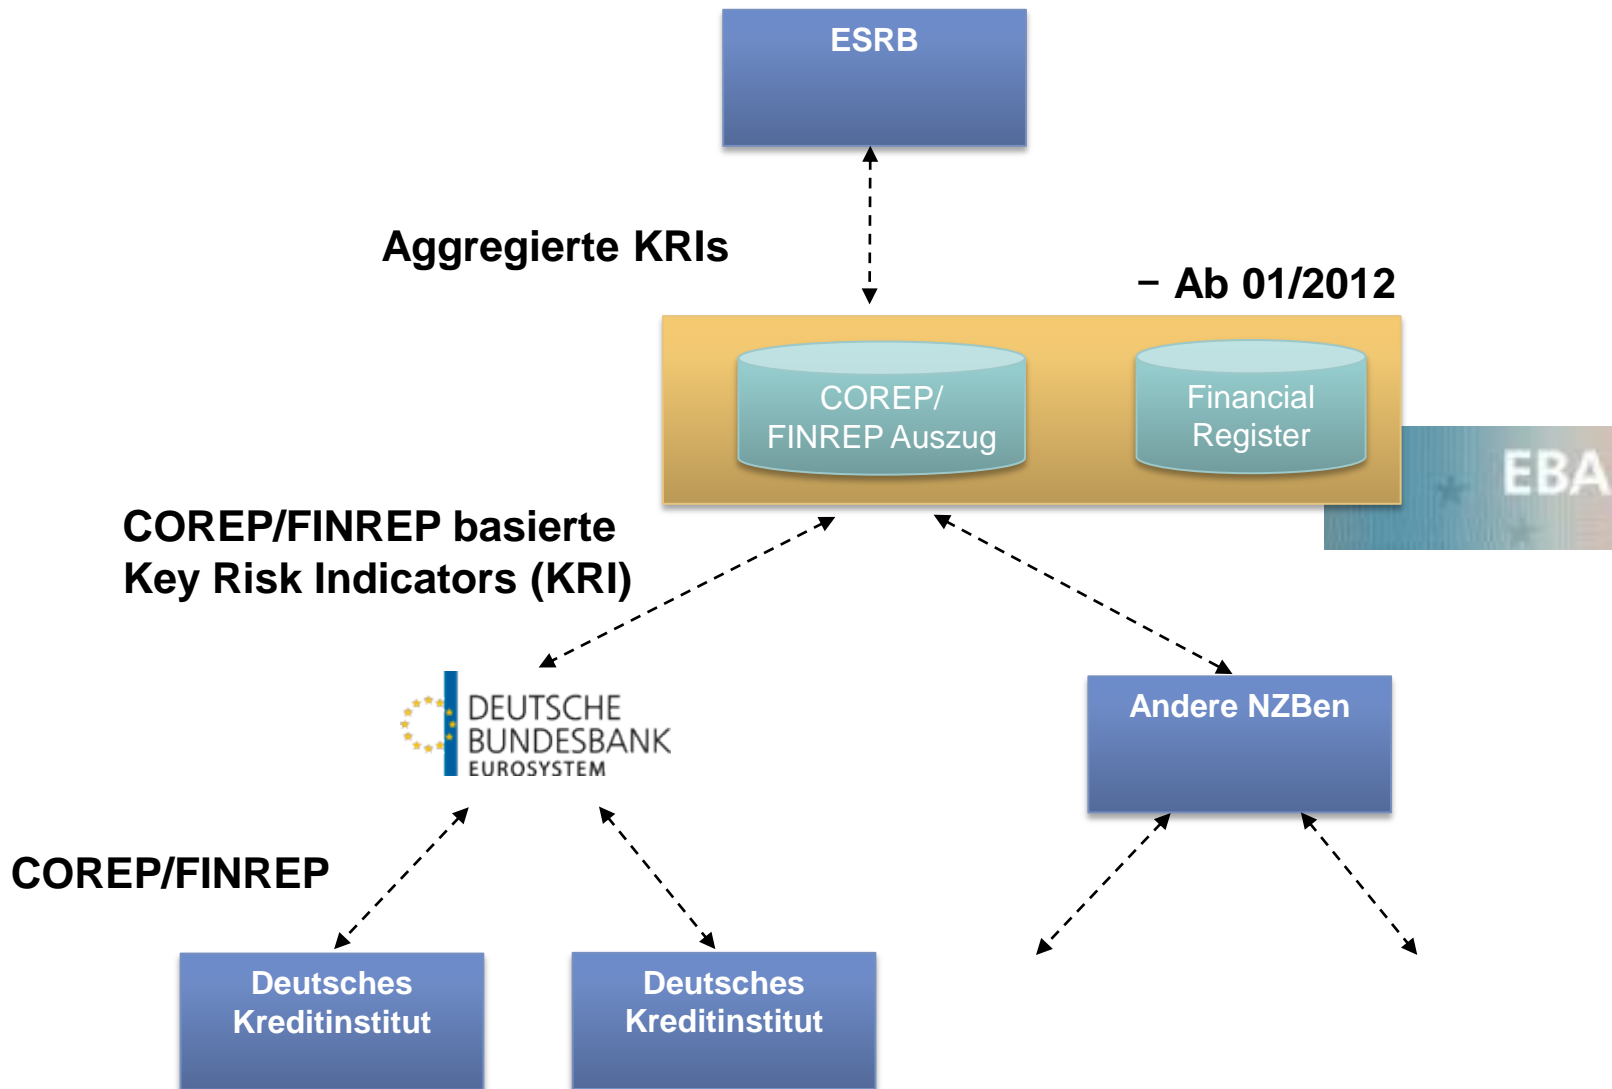 ESRB
Aggregierte KRIs
– Ab 01/2012
COREP/
FINREP Auszug
Financial
Register
EBA
COREP/FINREP basierte
Key Risk Indicators (KRI)
DEUTSCHE
BUNDESBANK
EUROSYSTEM
Andere NZBen
COREP/FINREP
Deutsches
Kreditinstitut
Deutsches
Kreditinstitut